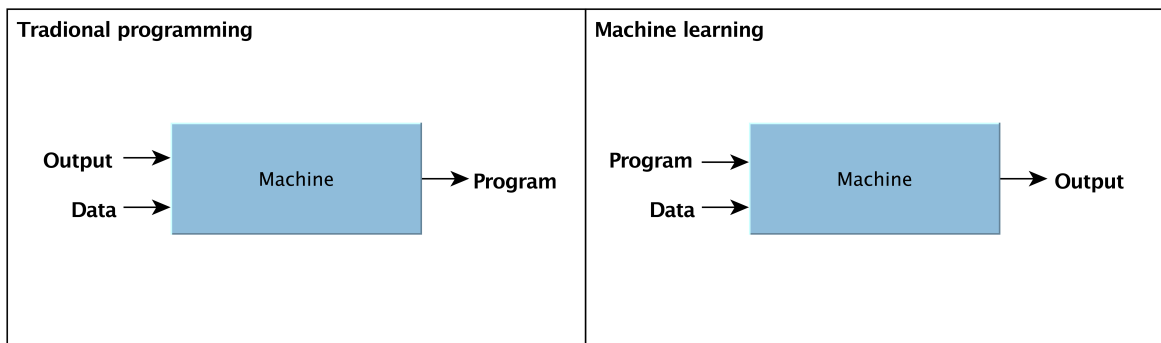 Tradional programming
Output
Data
Machine
Program
Machine learning
Program
Data
Machine
Output